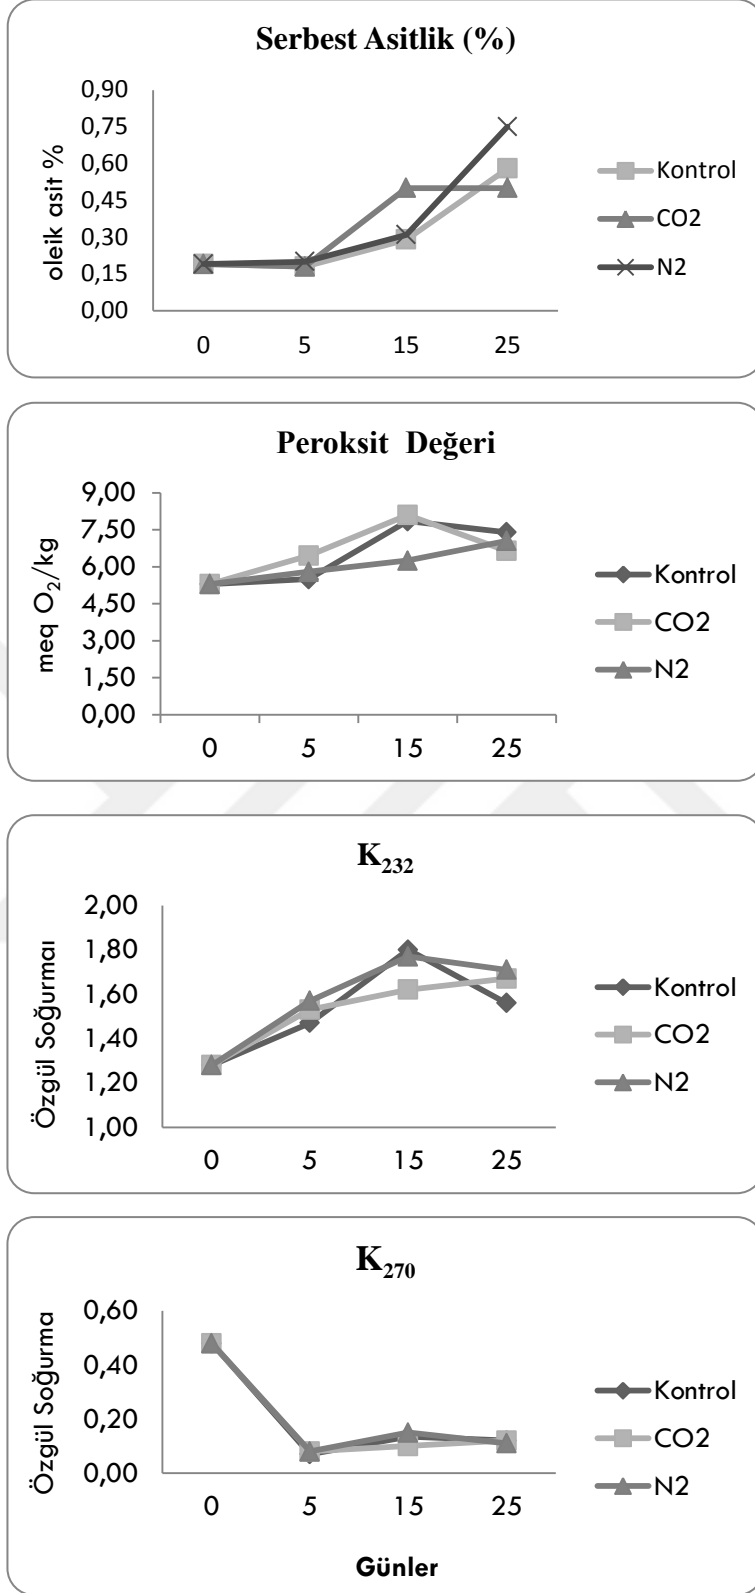 Serbest Asitlik (%)
oleik asit %
0,90
0,75
0,60
0,45
0,30
0,15
0,00
0 5 15 25
Kontrol
CO2
N2
Peroksit Değeri
meq O₂/kg
9,00
7,50
6,00
4,50
3,00
1,50
0,00
0 5 15 25
Kontrol
CO2
N2
K₂₃₂
Özgül Soğurmaı
2,00
1,80
1,60
1,40
1,20
1,00
0 5 15 25
Kontrol
CO2
N2
K₂₇₀
Özgül Soğurma
0,60
0,40
0,20
0,00
0 5 15 25
Kontrol
CO2
N2
Günler